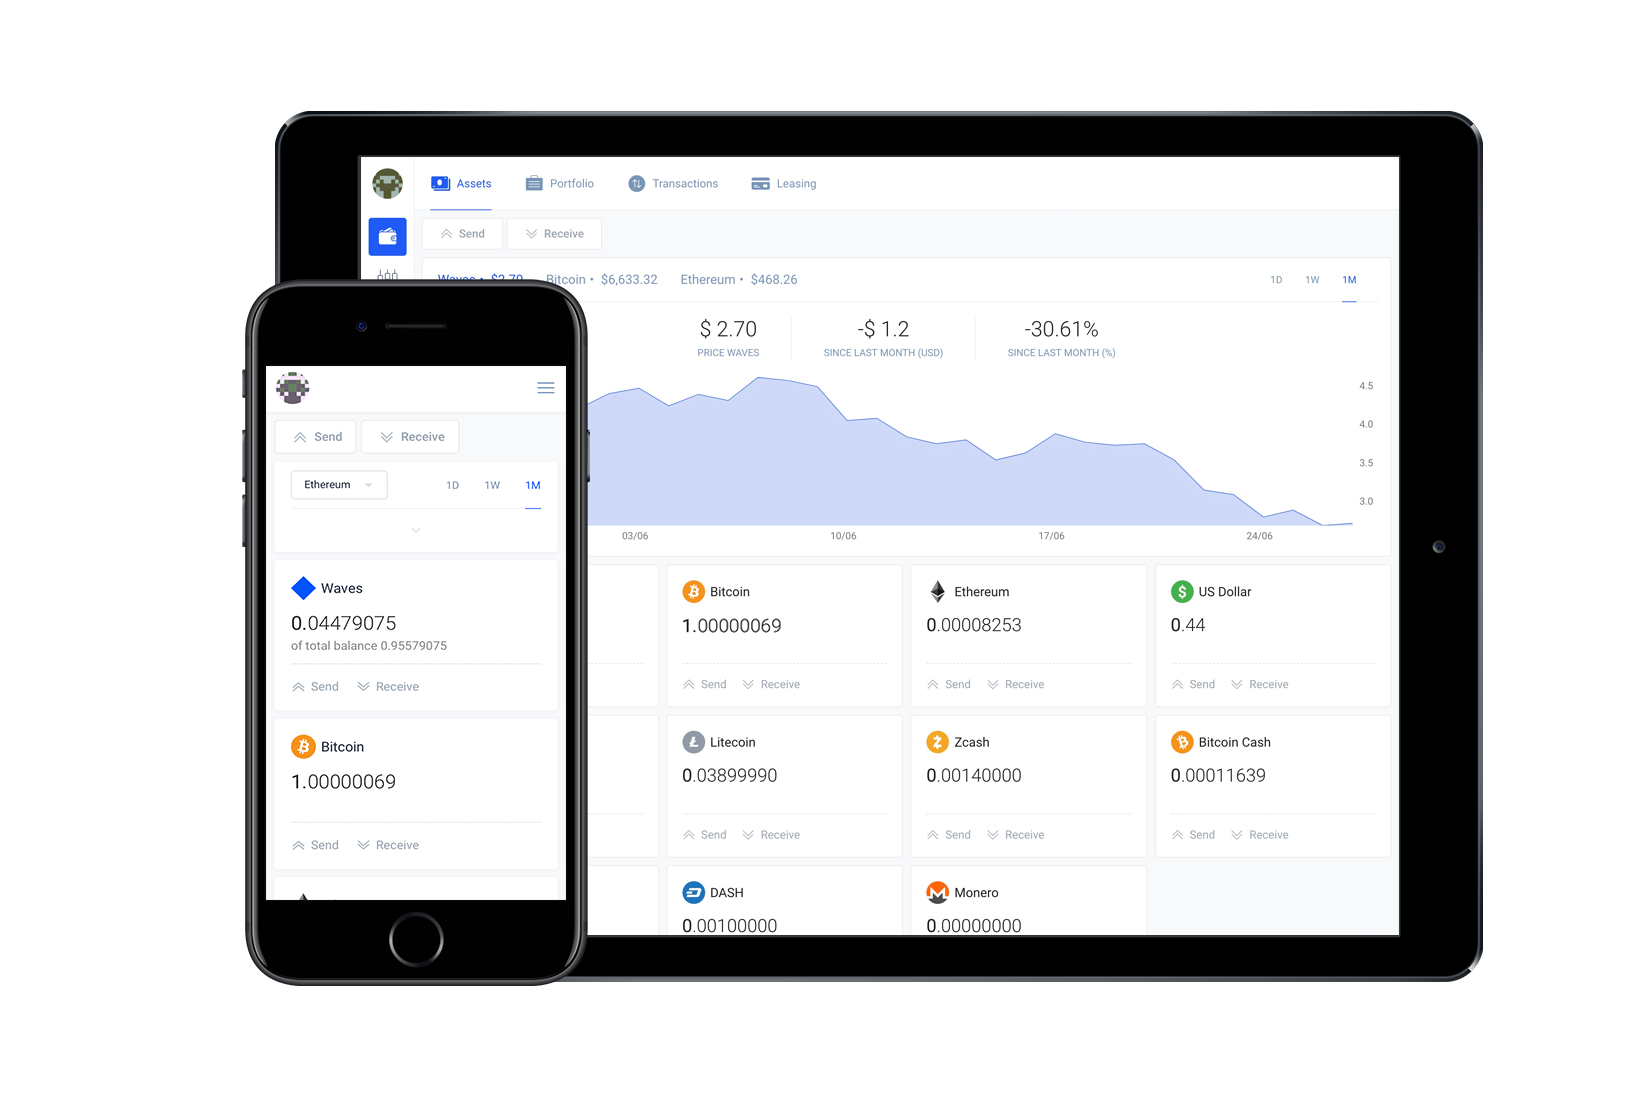 Assets Portfolio Transactions Leasing
Send Receive
Waves • $2.70 Bitcoin • $6,633.32 Ethereum • $468.26 1D 1W 1M
$ 2.70 -$ 1.2 -30.61%
PRICE WAVES SINCE LAST MONTH (USD) SINCE LAST MONTH (%)
4.5
4.0
3.5
3.0
03/06 10/06 17/06 24/06
Bitcoin Ethereum US Dollar
1.00000069 0.00008253 0.44
Send Receive Send Receive Send Receive
Litecoin Zcash Bitcoin Cash
0.03899990 0.00140000 0.00011639
Send Receive Send Receive Send Receive
DASH Monero
0.00100000 0.00000000
Send Receive
Ethereum 1D 1W 1M
Waves
0.04479075
of total balance 0.95579075
Send Receive
Bitcoin
1.00000069
Send Receive